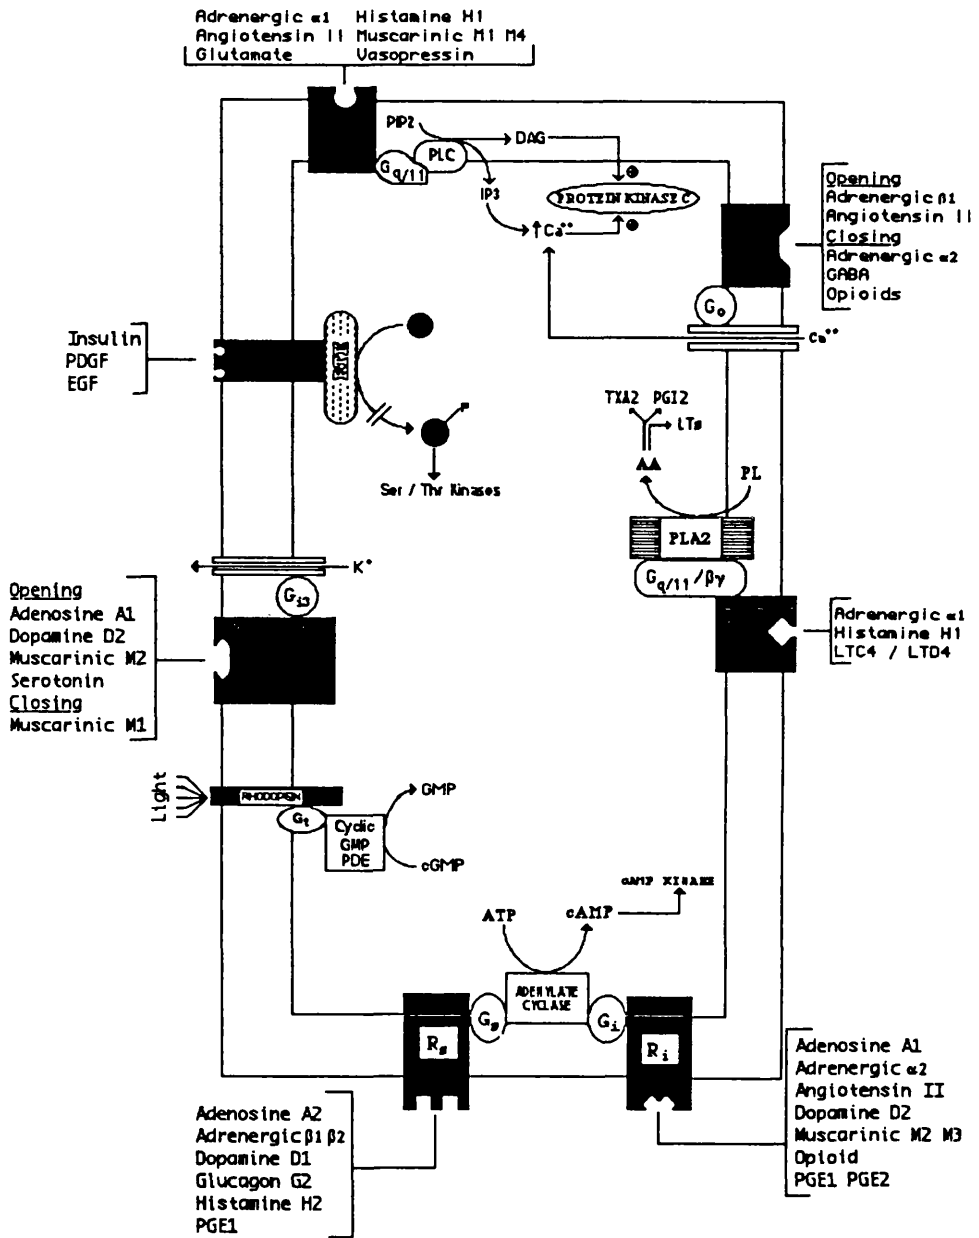 Adrenergic α1 Histamine H1
Angiotensin II Muscarinic M1 M4
Glutamate Vasopressin
PIP2
DAG
PLC
Gq/11
IP3
PROTEIN KINASE C
⊕
↑Ca⁺⁺
⊕
Opening
Adrenergic β1
Angiotensin II
Closing
Adrenergic α2
GABA
Opioids
Go
Ca⁺⁺
Insulin
PDGF
EGF
P
Ser / Thr Kinases
TXA2 PGI2
LTs
AA
PL
PLA2
Gq/11 /βγ
Adrenergic α1
Histamine H1
LTC4 / LTD4
K⁺
Gi3
Opening
Adenosine A1
Dopamine D2
Muscarinic M2
Serotonin
Closing
Muscarinic M1
Light
RHODOPSIN
Gt
Cyclic
GMP
PDE
GMP
cGMP
cAMP KINASE
ATP
cAMP
ADENYLATE
CYCLASE
Gs
Gi
Rs
Ri
Adenosine A2
Adrenergic β1 β2
Dopamine D1
Glucagon G2
Histamine H2
PGE1
Adenosine A1
Adrenergic α2
Angiotensin II
Dopamine D2
Muscarinic M2 M3
Opioid
PGE1 PGE2